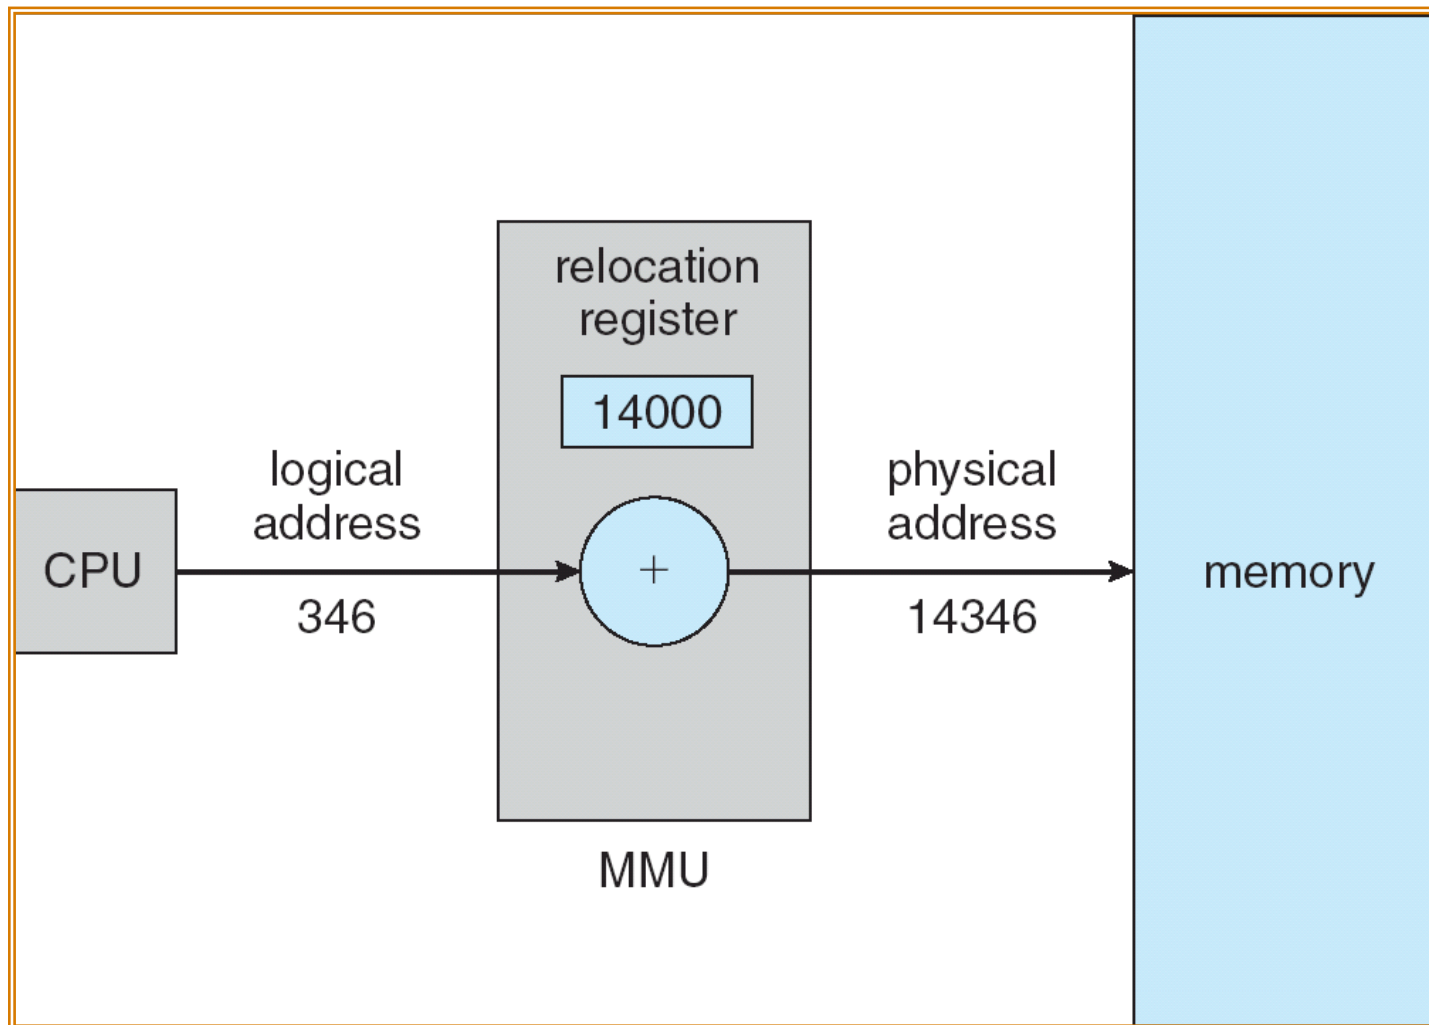 relocation
register
14000
logical
address
physical
address
CPU
+
memory
346
14346
MMU